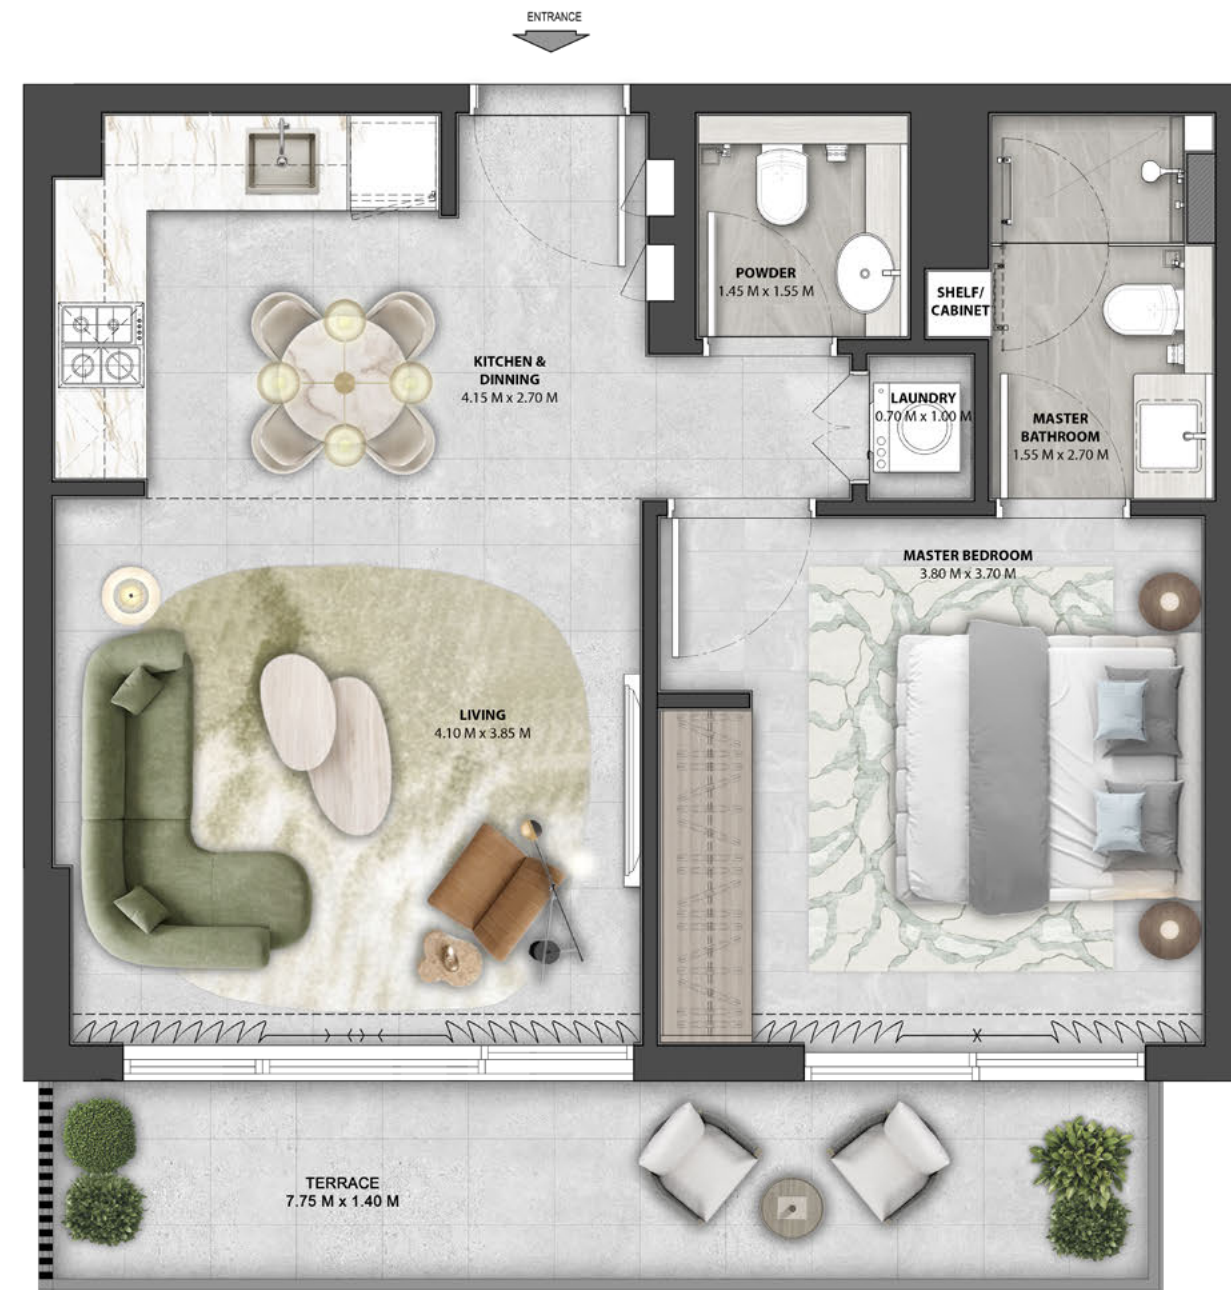 ENTRANCE
POWDER
1.45 M x 1.55 M
SHELF/
CABINET
KITCHEN &
DINNING
4.15 M x 2.70 M
LAUNDRY
0.70 M x 1.00 M
MASTER
BATHROOM
1.55 M x 2.70 M
MASTER BEDROOM
3.80 M x 3.70 M
LIVING
4.10 M x 3.85 M
TERRACE
7.75 M x 1.40 M